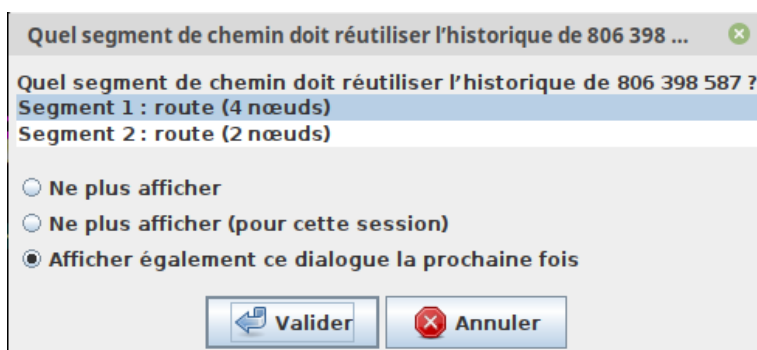 Quel segment de chemin doit réutiliser l’historique de 806 398 ...
Quel segment de chemin doit réutiliser l’historique de 806 398 587 ?
Segment 1 : route (4 nœuds)
Segment 2 : route (2 nœuds)
Ne plus afficher
Ne plus afficher (pour cette session)
Afficher également ce dialogue la prochaine fois
Valider
Annuler